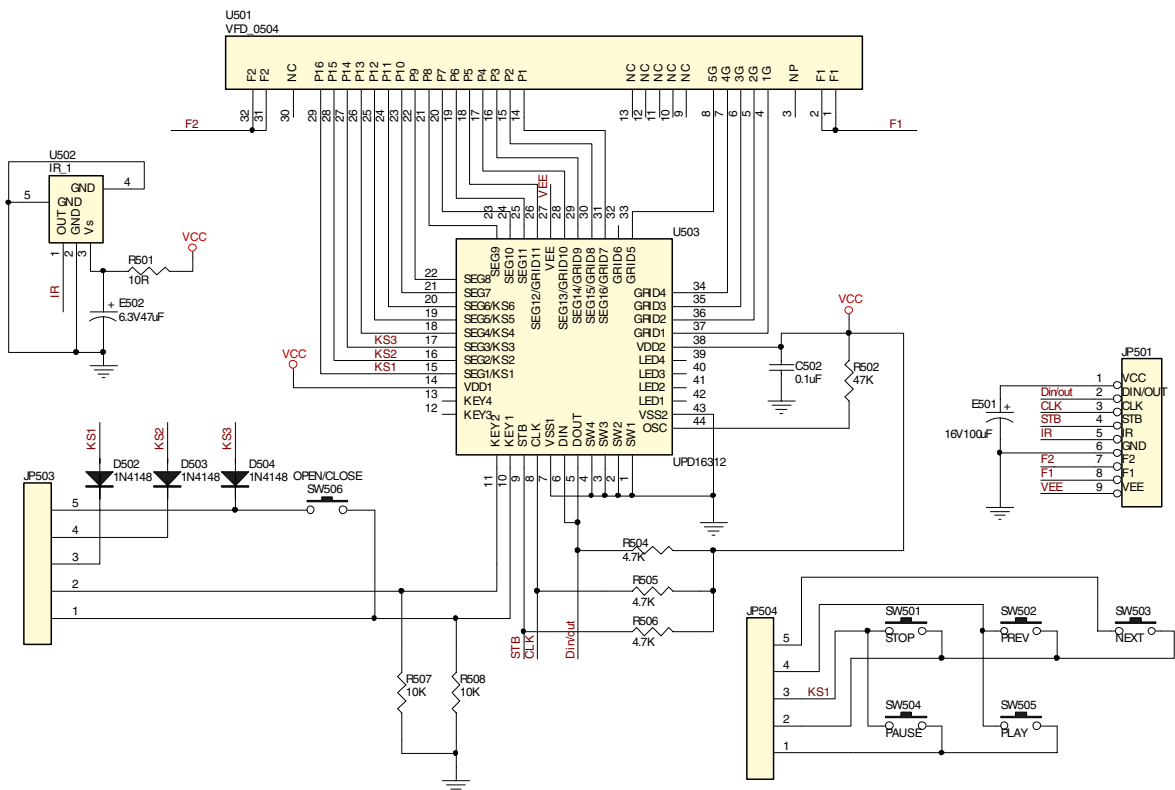 U501
VFD_0504
F2 F2 NC P16 P15 P14 P13 P12 P11 P10 P9 P8 P7 P6 P5 P4 P3 P2 P1 NC NC NC NC NC 5G 4G 3G 2G 1G NP F1 F1
32 31 30 29 28 27 26 25 24 23 22 21 20 19 18 17 16 15 14 13 12 11 10 9 8 7 6 5 4 3 2 1
F2
F1
U502
IR_1
GND
GND
OUT
GND
Vs
5
4
1
2
3
IR
VCC
R501
10R
+
E502
6.3V47uF
VEE
23 24 25 26 27 28 29 30 31 32 33
U503
SEG9
SEG10
SEG11
SEG12/GRID11
VEE
SEG13/GRID10
SEG14/GRID9
SEG15/GRID8
SEG16/GRID7
GRID6
GRID5
22 SEG8
21 SEG7
20 SEG6/KS6
19 SEG5/KS5
18 SEG4/KS4
KS3 17 SEG3/KS3
KS2 16 SEG2/KS2
KS1 15 SEG1/KS1
14 VDD1
13 KEY4
12 KEY3
VCC
GRID4 34
GRID3 35
GRID2 36
GRID1 37
VDD2 38
LED4 39
LED3 40
LED2 41
LED1 42
VSS2 43
OSC 44
KEY2
KEY1
STB
CLK
VSS1
DIN
DOUT
SW4
SW3
SW2
SW1
11 10 9 8 7 6 5 4 3 2 1
UPD16312
VCC
C502
0.1uF
R502
47K
E501
+
16V100uF
JP501
1 VCC
Din/out 2 DIN/OUT
CLK 3 CLK
STB 4 STB
IR 5 IR
6 GND
F2 7 F2
F1 8 F1
VEE 9 VEE
KS1
KS2
KS3
D502
1N4148
D503
1N4148
D504
1N4148
OPEN/CLOSE
SW506
JP503
5
4
3
2
1
R504
4.7K
R505
4.7K
R506
4.7K
STB
CLK
Din/out
R507
10K
R508
10K
JP504
5
4
3 KS1
2
1
SW501
STOP
SW502
PREV
SW503
NEXT
SW504
PAUSE
SW505
PLAY